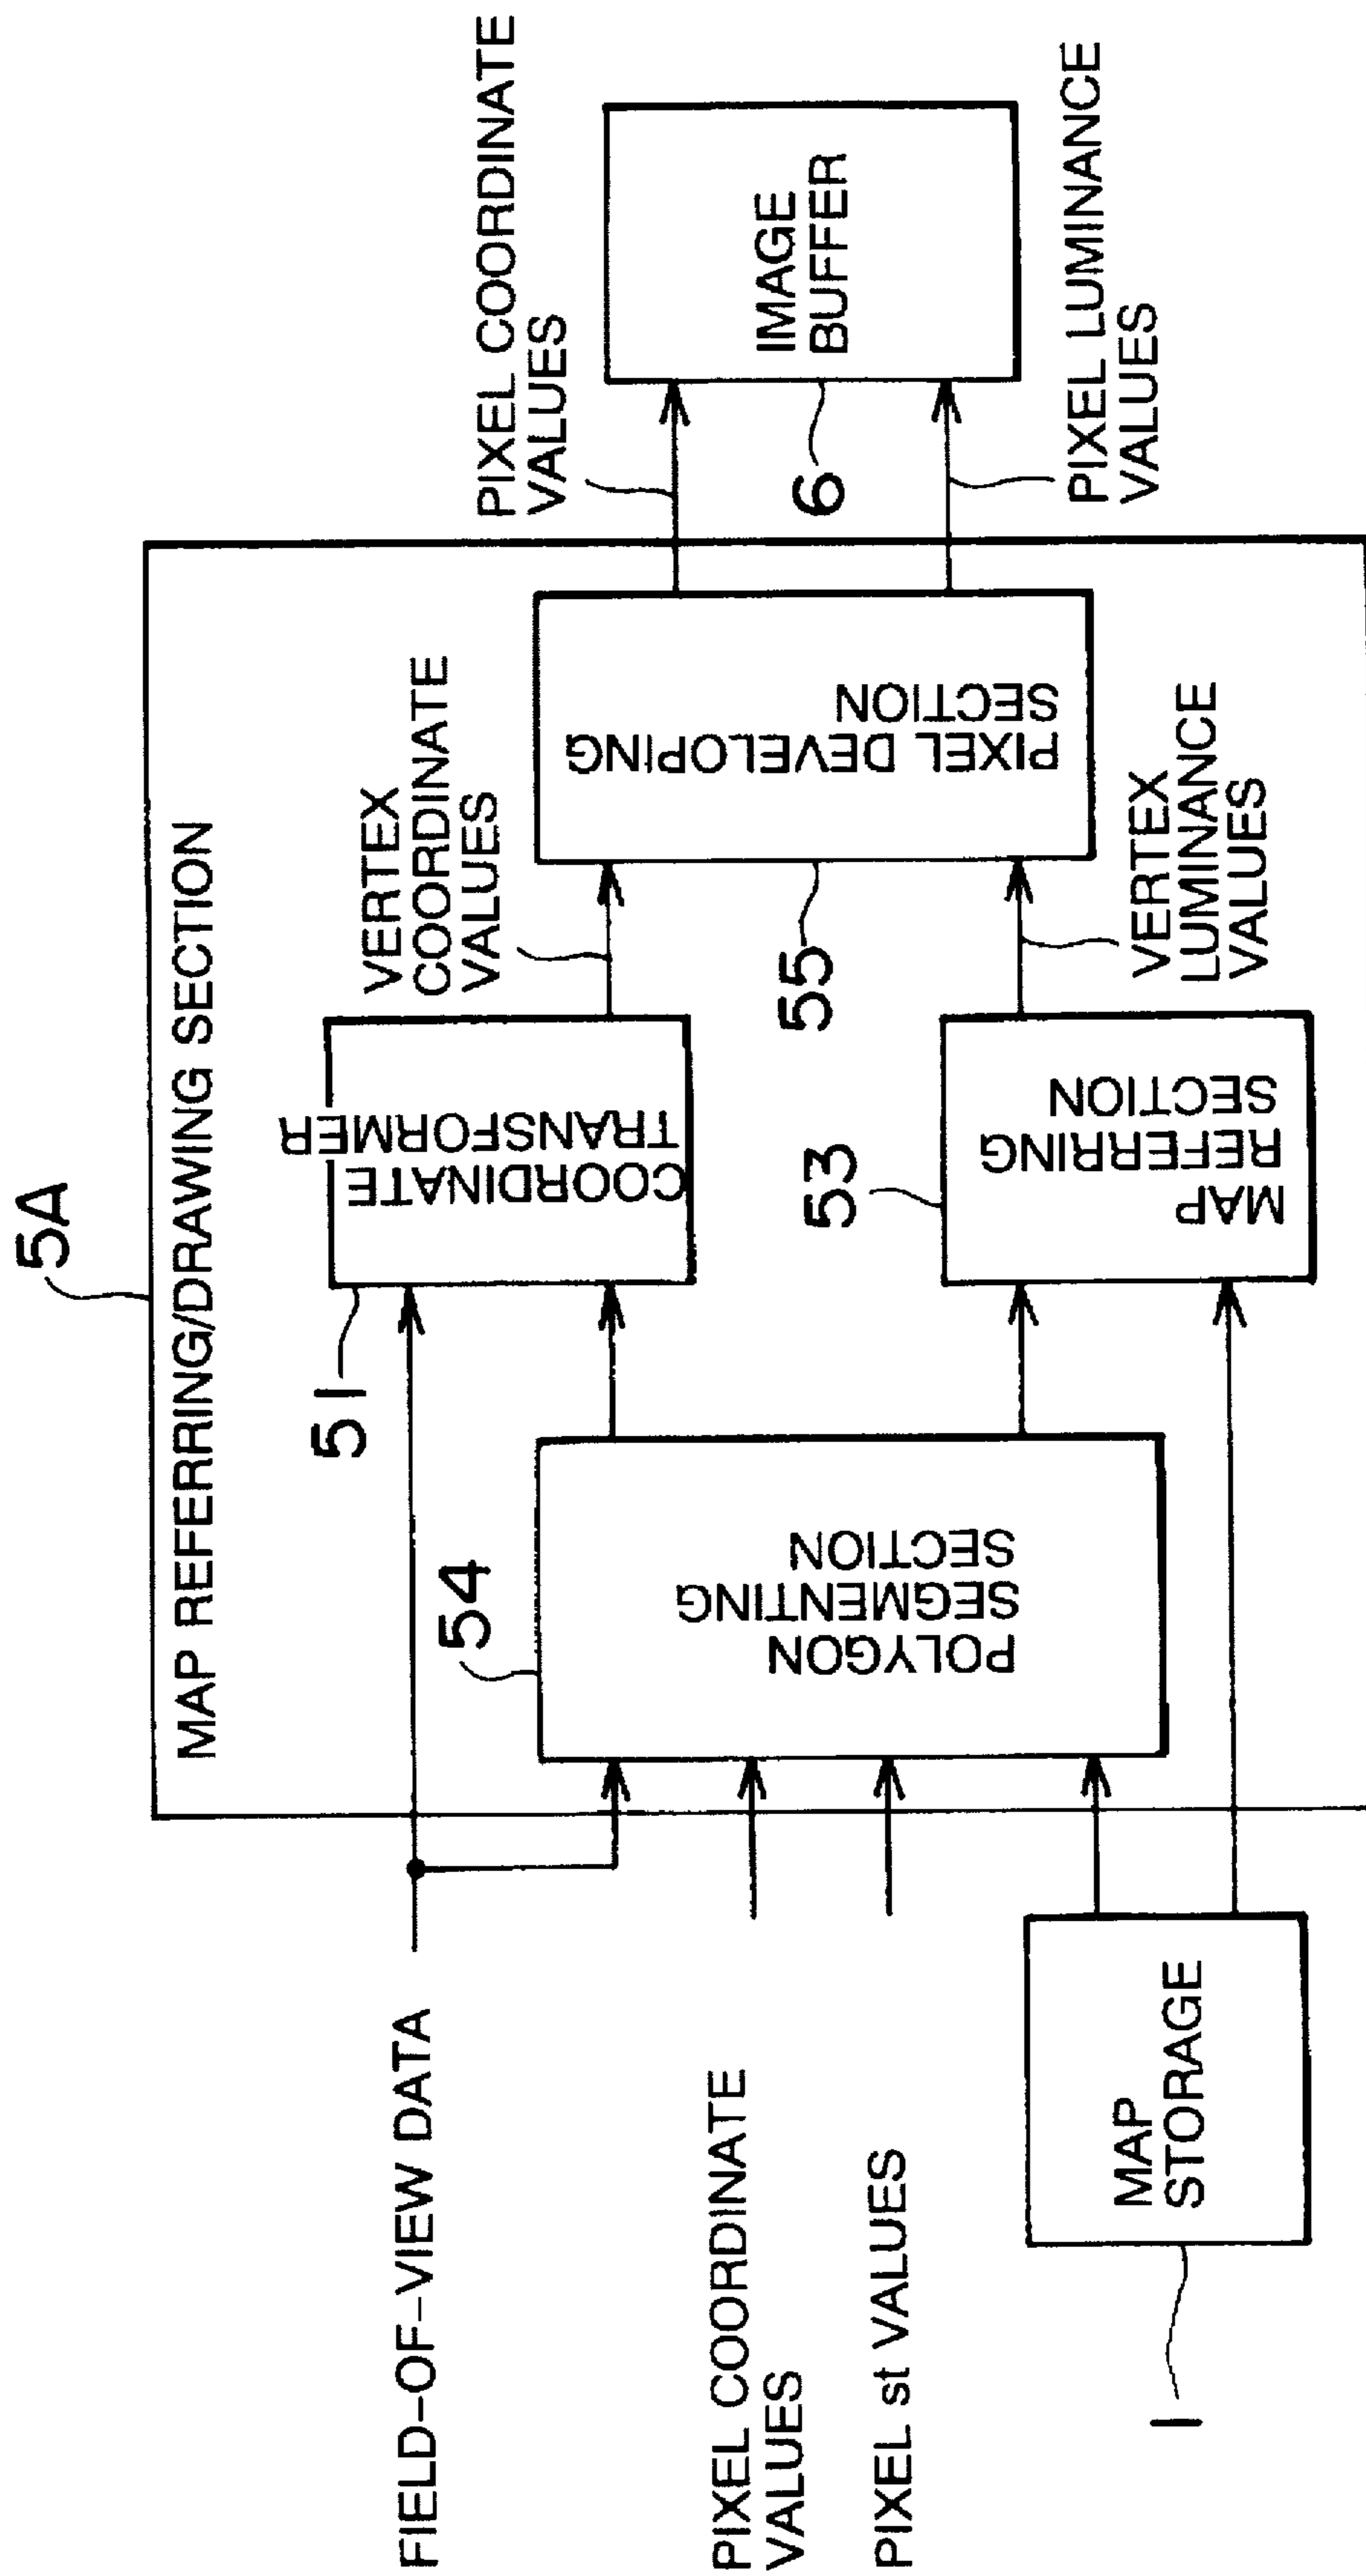 5A
MAP REFERRING/DRAWING SECTION
FIELD-OF-VIEW DATA
51
COORDINATE
TRANSFORMER
VERTEX
COORDINATE
VALUES
PIXEL COORDINATE
VALUES
54
POLYGON
SEGMENTING
SECTION
PIXEL COORDINATE
VALUES
PIXEL st VALUES
55
PIXEL DEVELOPING
SECTION
IMAGE
BUFFER
6
53
MAP
REFERRING
SECTION
VERTEX
LUMINANCE
VALUES
PIXEL LUMINANCE
VALUES
MAP
STORAGE
1